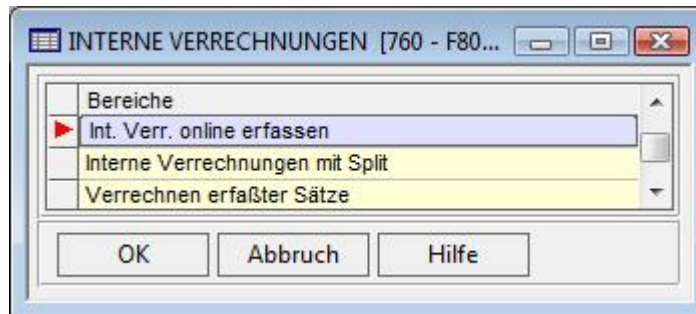 INTERNE VERRECHNUNGEN [760 - F80...
Bereiche
Int. Verr. online erfassen
Interne Verrechnungen mit Split
Verrechnen erfaßter Sätze
OK Abbruch Hilfe